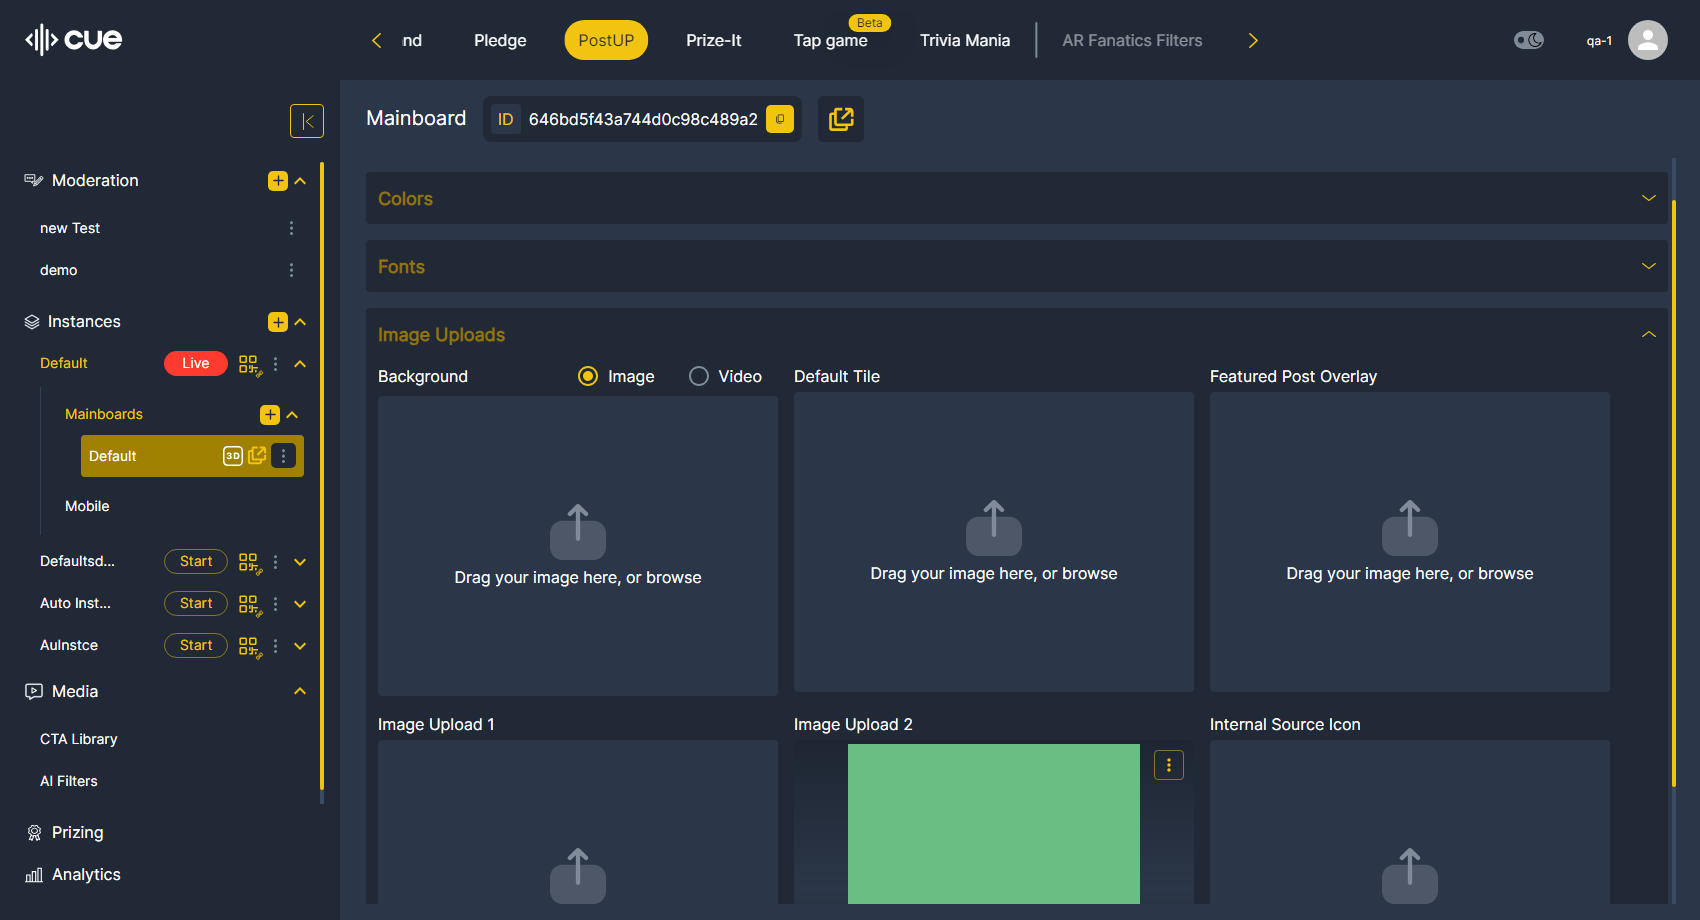 cue
nd
Pledge
PostUP
Prize-It
Tap game
Beta
Trivia Mania
AR Fanatics Filters
qa-1
Moderation
new Test
demo
Instances
Default
Live
Mainboards
Default
3D
Mobile
Defaultsd...
Start
Auto Inst...
Start
AuInstce
Start
Media
CTA Library
AI Filters
Prizing
Analytics
Mainboard
ID
646bd5f43a744d0c98c489a2
Colors
Fonts
Image Uploads
Background
Image
Video
Default Tile
Featured Post Overlay
Drag your image here, or browse
Drag your image here, or browse
Drag your image here, or browse
Image Upload 1
Image Upload 2
Internal Source Icon